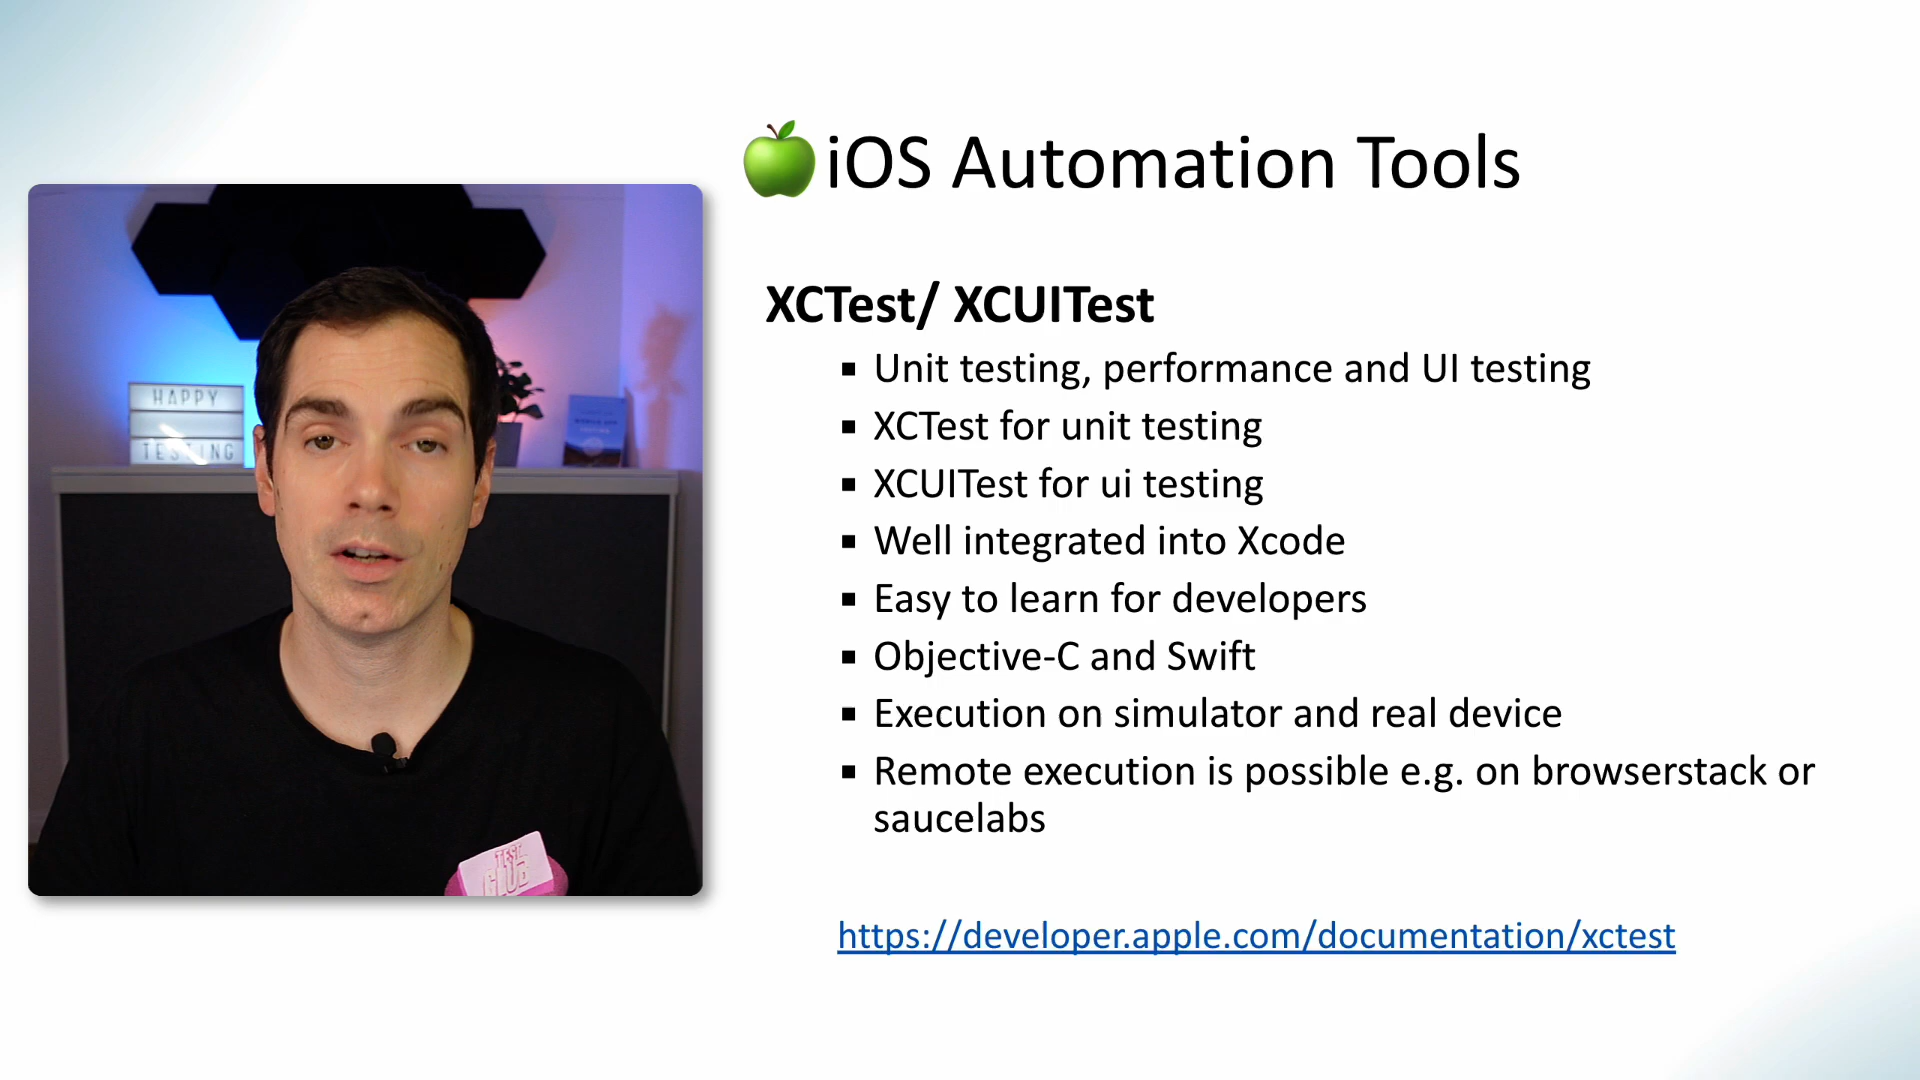 iOS Automation Tools
XCTest/ XCUITest
▪ Unit testing, performance and UI testing
▪ XCTest for unit testing
▪ XCUITest for ui testing
▪ Well integrated into Xcode
▪ Easy to learn for developers
▪ Objective-C and Swift
▪ Execution on simulator and real device
▪ Remote execution is possible e.g. on browserstack or
saucelabs
https://developer.apple.com/documentation/xctest
HAPPY
TESTING
TEST
CLUB